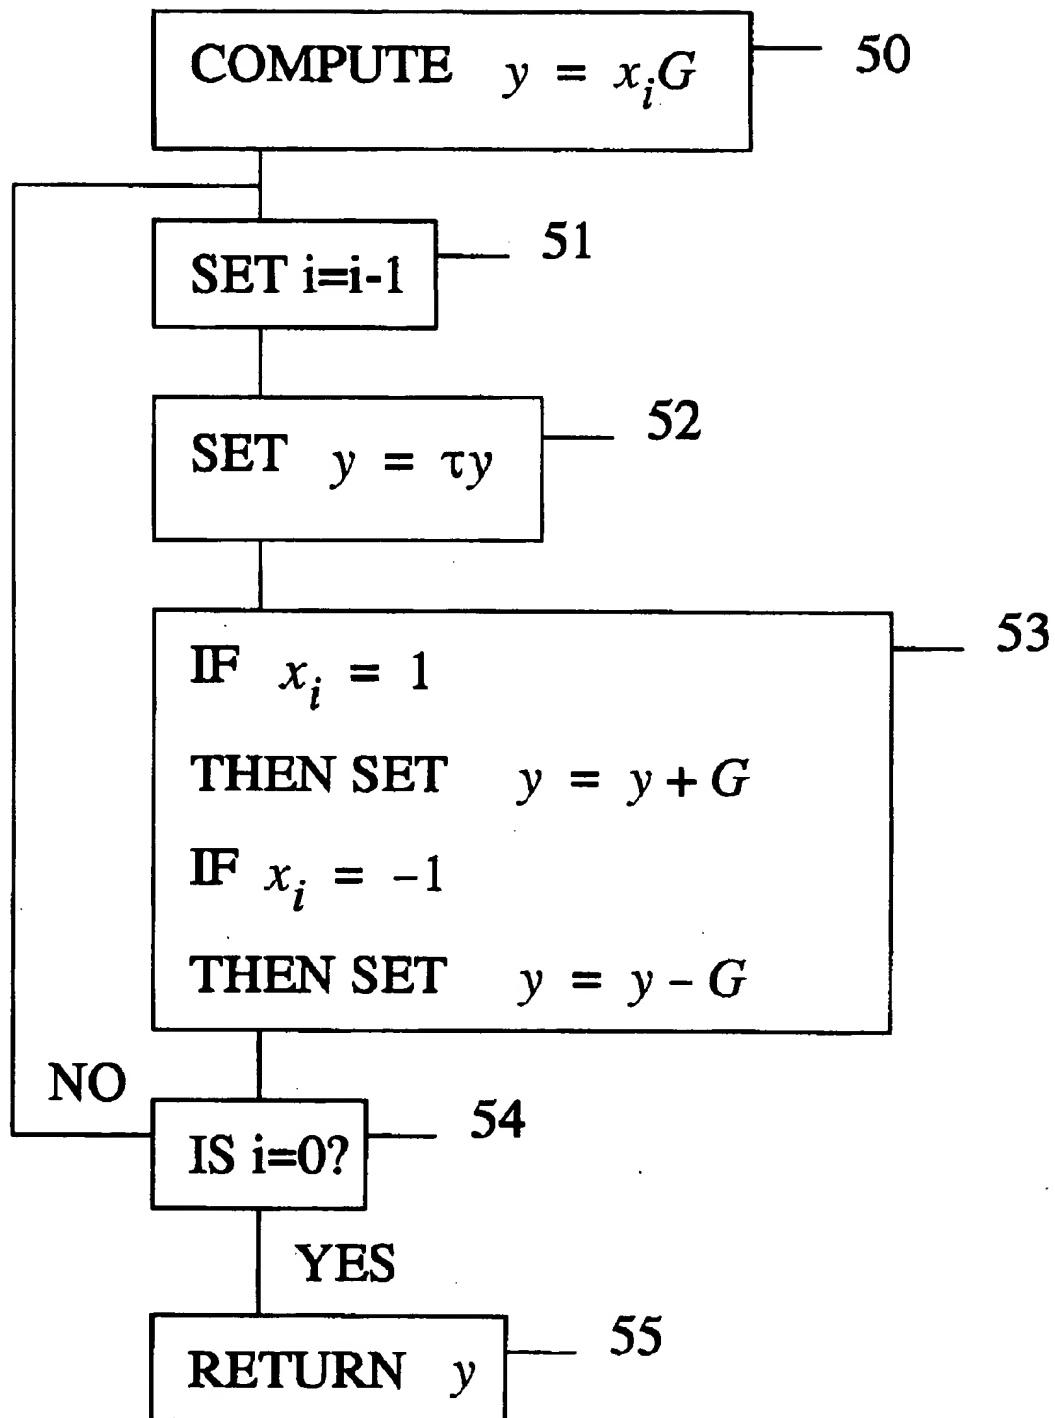 COMPUTE y = x_i G 50
SET i=i-1 51
SET y = τy 52
53
IF x_i = 1
THEN SET y = y + G
IF x_i = −1
THEN SET y = y − G
NO
IS i=0? 54
YES
RETURN y 55